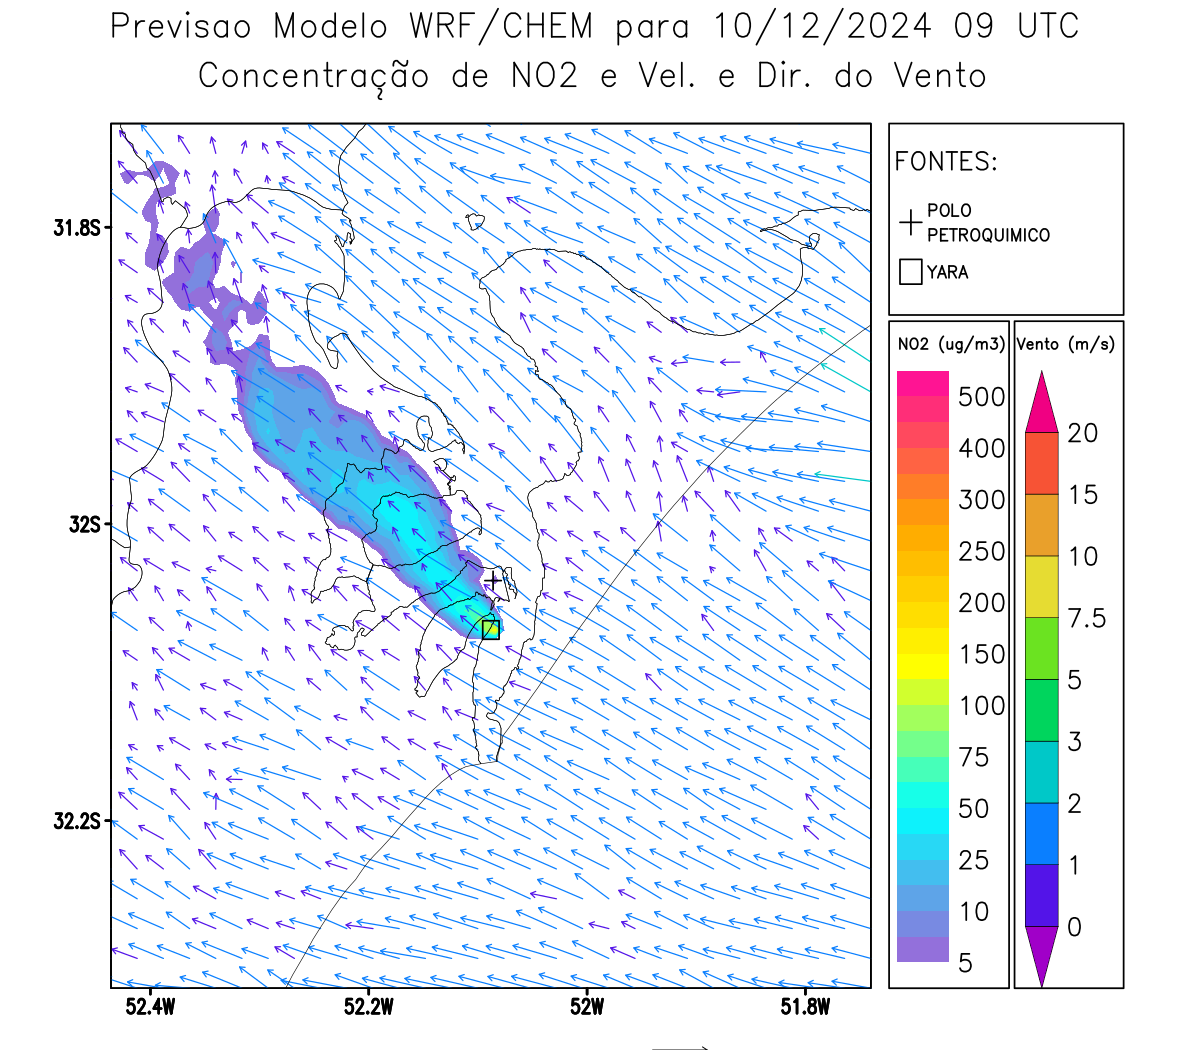 Previsao Modelo WRF/CHEM para 10/12/2024 09 UTC
Concentração de NO2 e Vel. e Dir. do Vento
FONTES:
POLO
PETROQUIMICO
YARA
31.8S
32S
32.2S
52.4W
52.2W
52W
51.8W
NO2 (ug/m3)
500
400
300
250
200
150
100
75
50
25
10
5
Vento (m/s)
20
15
10
7.5
5
3
2
1
0